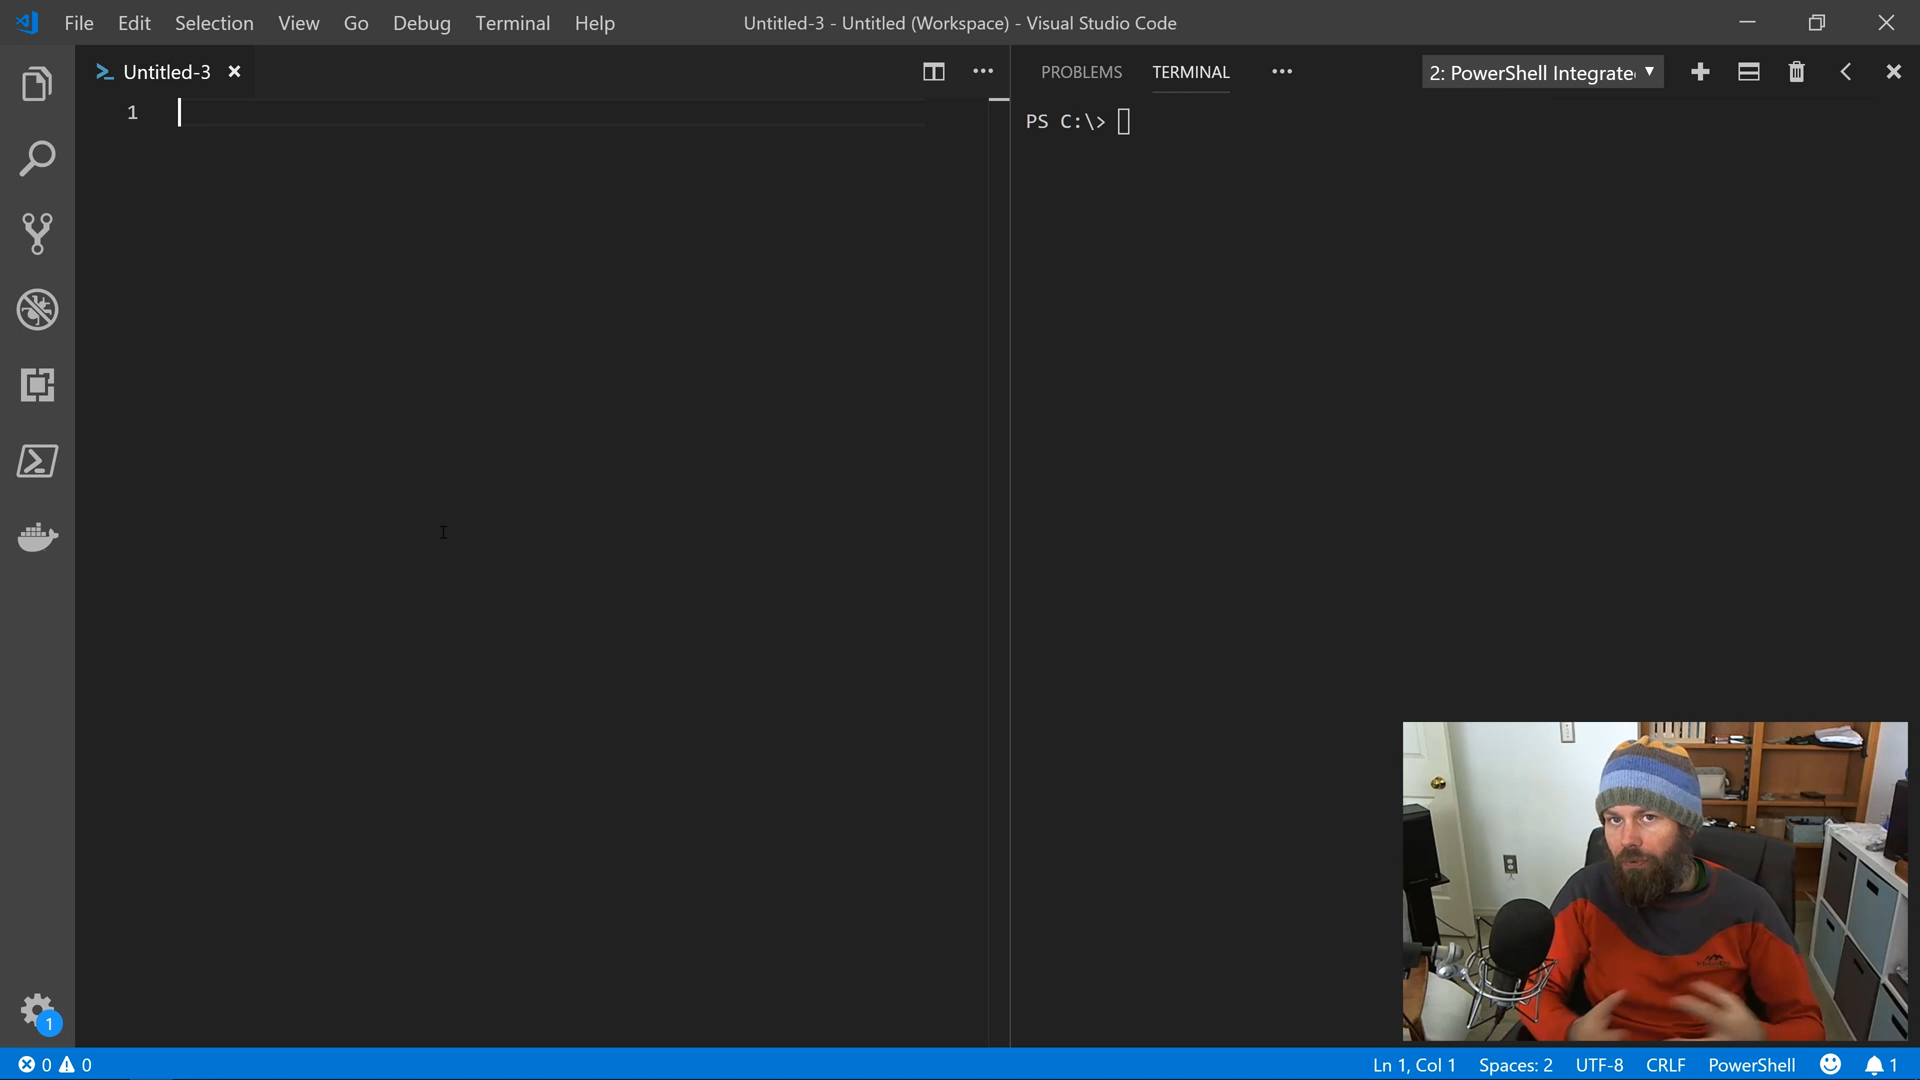 File Edit Selection View Go Debug Terminal Help
Untitled-3 - Untitled (Workspace) - Visual Studio Code
Untitled-3
PROBLEMS TERMINAL
2: PowerShell Integrate
1
PS C:\>
1
0 0
Ln 1, Col 1 Spaces: 2 UTF-8 CRLF PowerShell 1